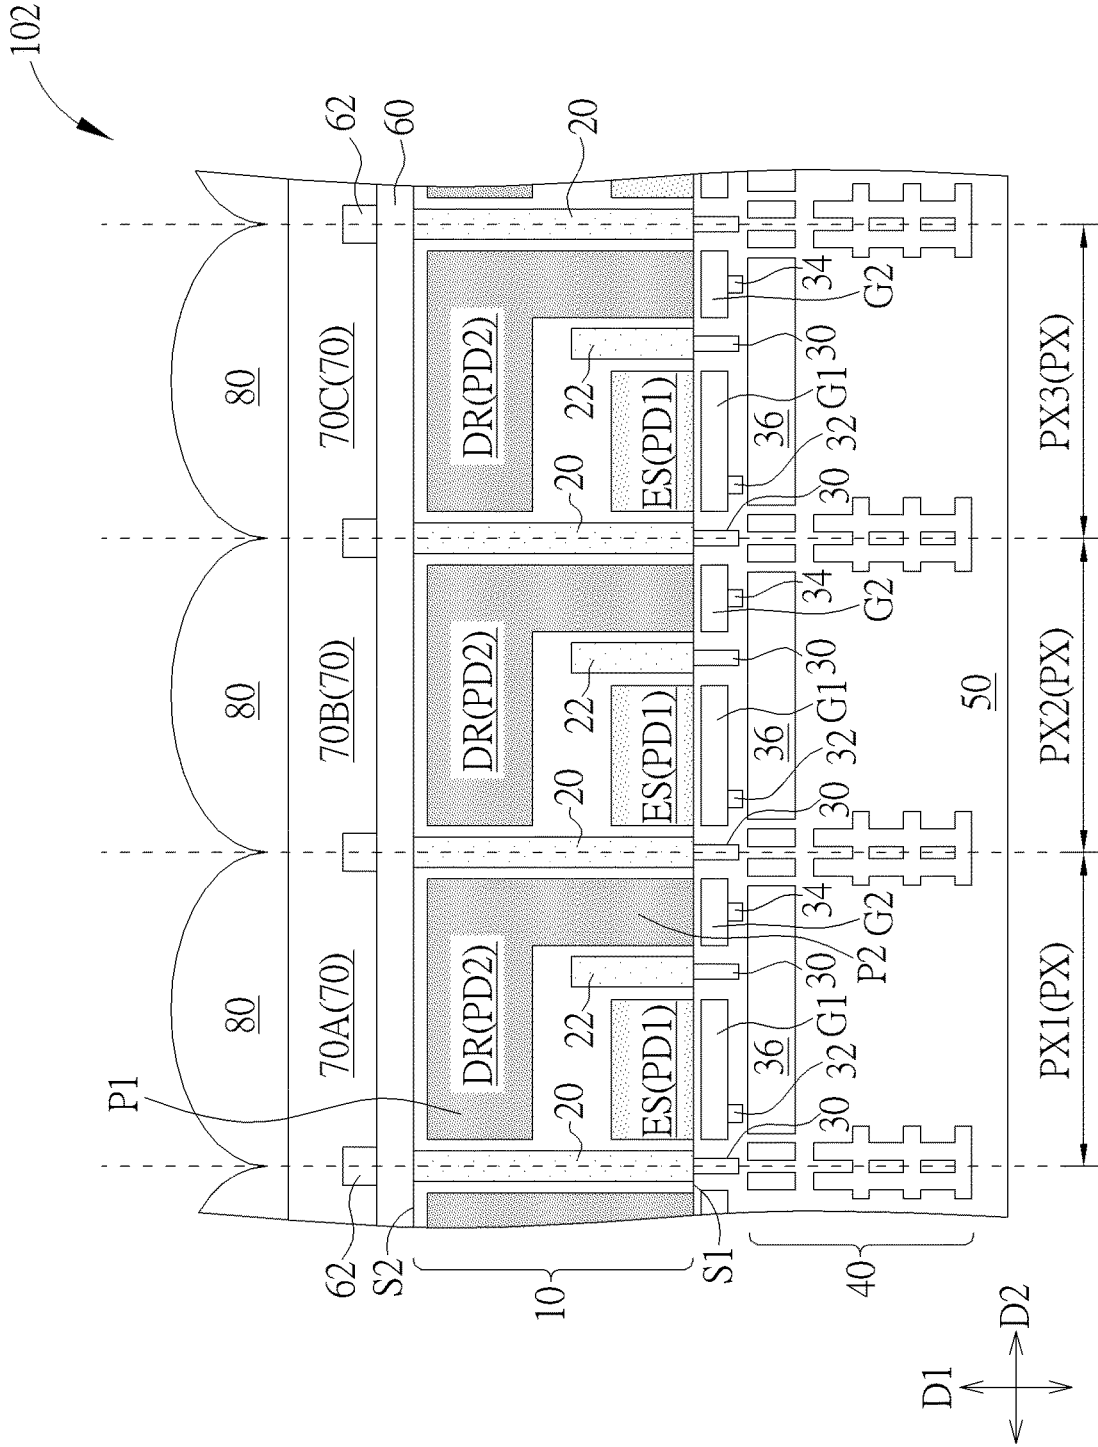 102
P1
80
80
80
70A(70)
70B(70)
70C(70)
62
62
S2
60
DR(PD2)
DR(PD2)
DR(PD2)
10
20
22
20
22
20
22
20
ES(PD1)
ES(PD1)
ES(PD1)
S1
36
36
36
30
32
G1
30
P2
G2
34
30
32
G1
30
G2
34
30
32
G1
30
G2
34
40
50
D1
D2
PX1(PX)
PX2(PX)
PX3(PX)